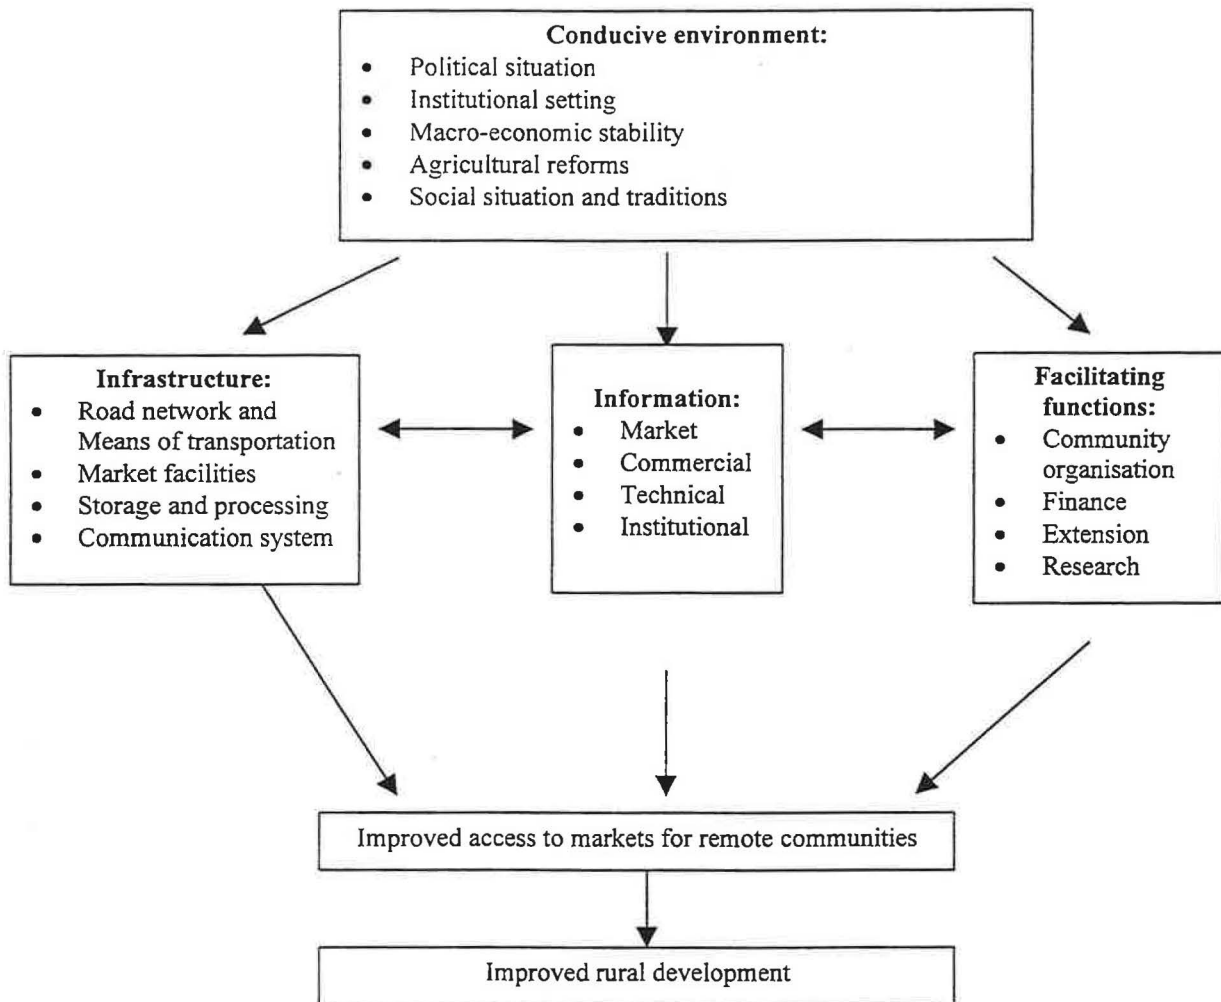 Conducive environment:
• Political situation
• Institutional setting
• Macro-economic stability
• Agricultural reforms
• Social situation and traditions
Infrastructure:
• Road network and
Means of transportation
• Market facilities
• Storage and processing
• Communication system
Information:
• Market
• Commercial
• Technical
• Institutional
Facilitating
functions:
• Community
organisation
• Finance
• Extension
• Research
Improved access to markets for remote communities
Improved rural development